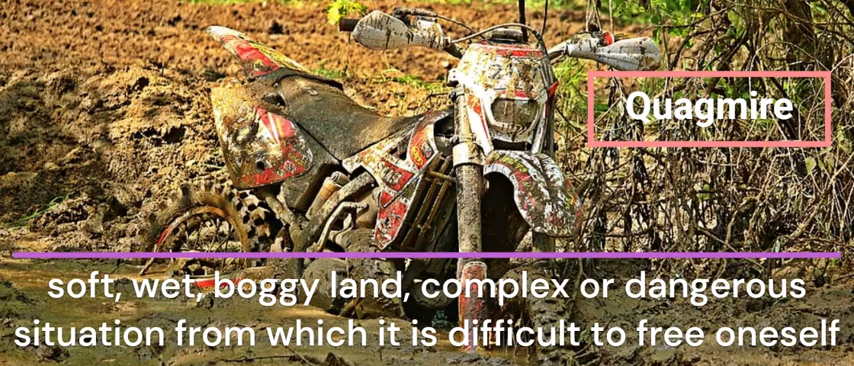 Quagmire
soft, wet, boggy land, complex or dangerous
situation from which it is difficult to free oneself